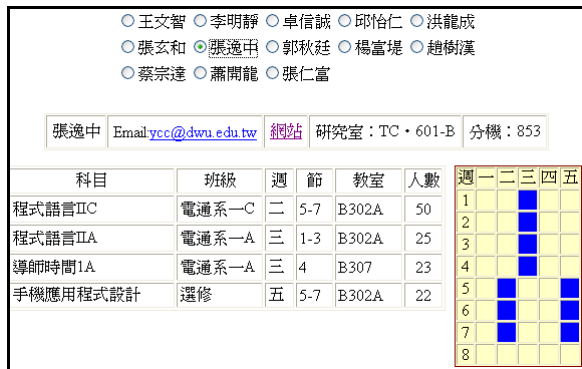 王文智 李明靜 卓信誠 邱怡仁 洪龍成
張玄和 張逸中 郭秋廷 楊富堤 趙樹漢
蔡宗達 蕭開龍 張仁富
張逸中 Email:ycc@dwu.edu.tw 網站 研究室：TC・601-B 分機：853
科目 班級 週 節 教室 人數
程式語言IIC 電通系一C 二 5-7 B302A 50
程式語言IIA 電通系一A 三 1-3 B302A 25
導師時間1A 電通系一A 三 4 B307 23
手機應用程式設計 選修 五 5-7 B302A 22
週 一 二 三 四 五
1
2
3
4
5
6
7
8